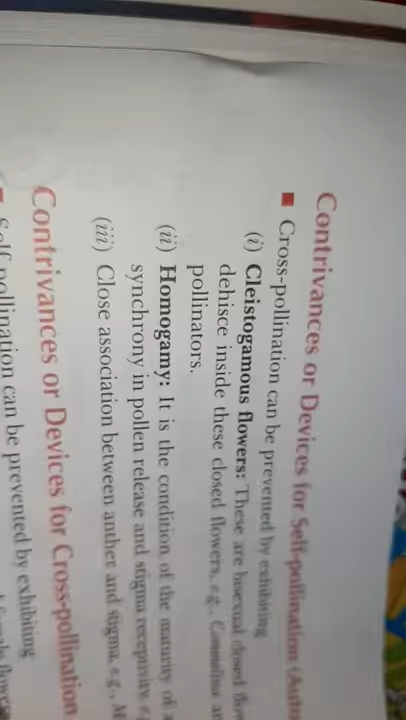 Contrivances or Devices for Self-pollination (Auto
■ Cross-pollination can be prevented by exhibiting
(i) Cleistogamous flowers: These are bisexual closed flow
dehisce inside these closed flowers, e.g., Commelina
pollinators.
(ii) Homogamy: It is the condition of the maturity of
synchrony in pollen release and stigma receptivity, e
(iii) Close association between anther and stigma, e.g., M
Contrivances or Devices for Cross-pollination
Self-pollination can be prevented by exhibiting